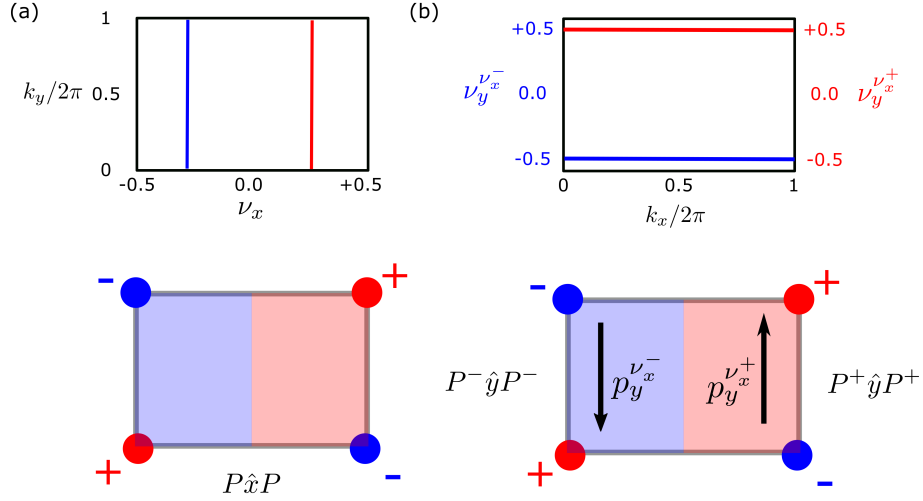 (a)
1
k_y/2π 0.5
0
-0.5 0.0 +0.5
ν_x
(b)
+0.5 +0.5
ν_y^{ν_x^-} 0.0 0.0 ν_y^{ν_x^+}
-0.5 -0.5
0 0.5 1
k_x/2π
- +
+ -
P x̂ P
- +
P^- ŷ P^- p_y^{ν_x^-} p_y^{ν_x^+} P^+ ŷ P^+
+ -